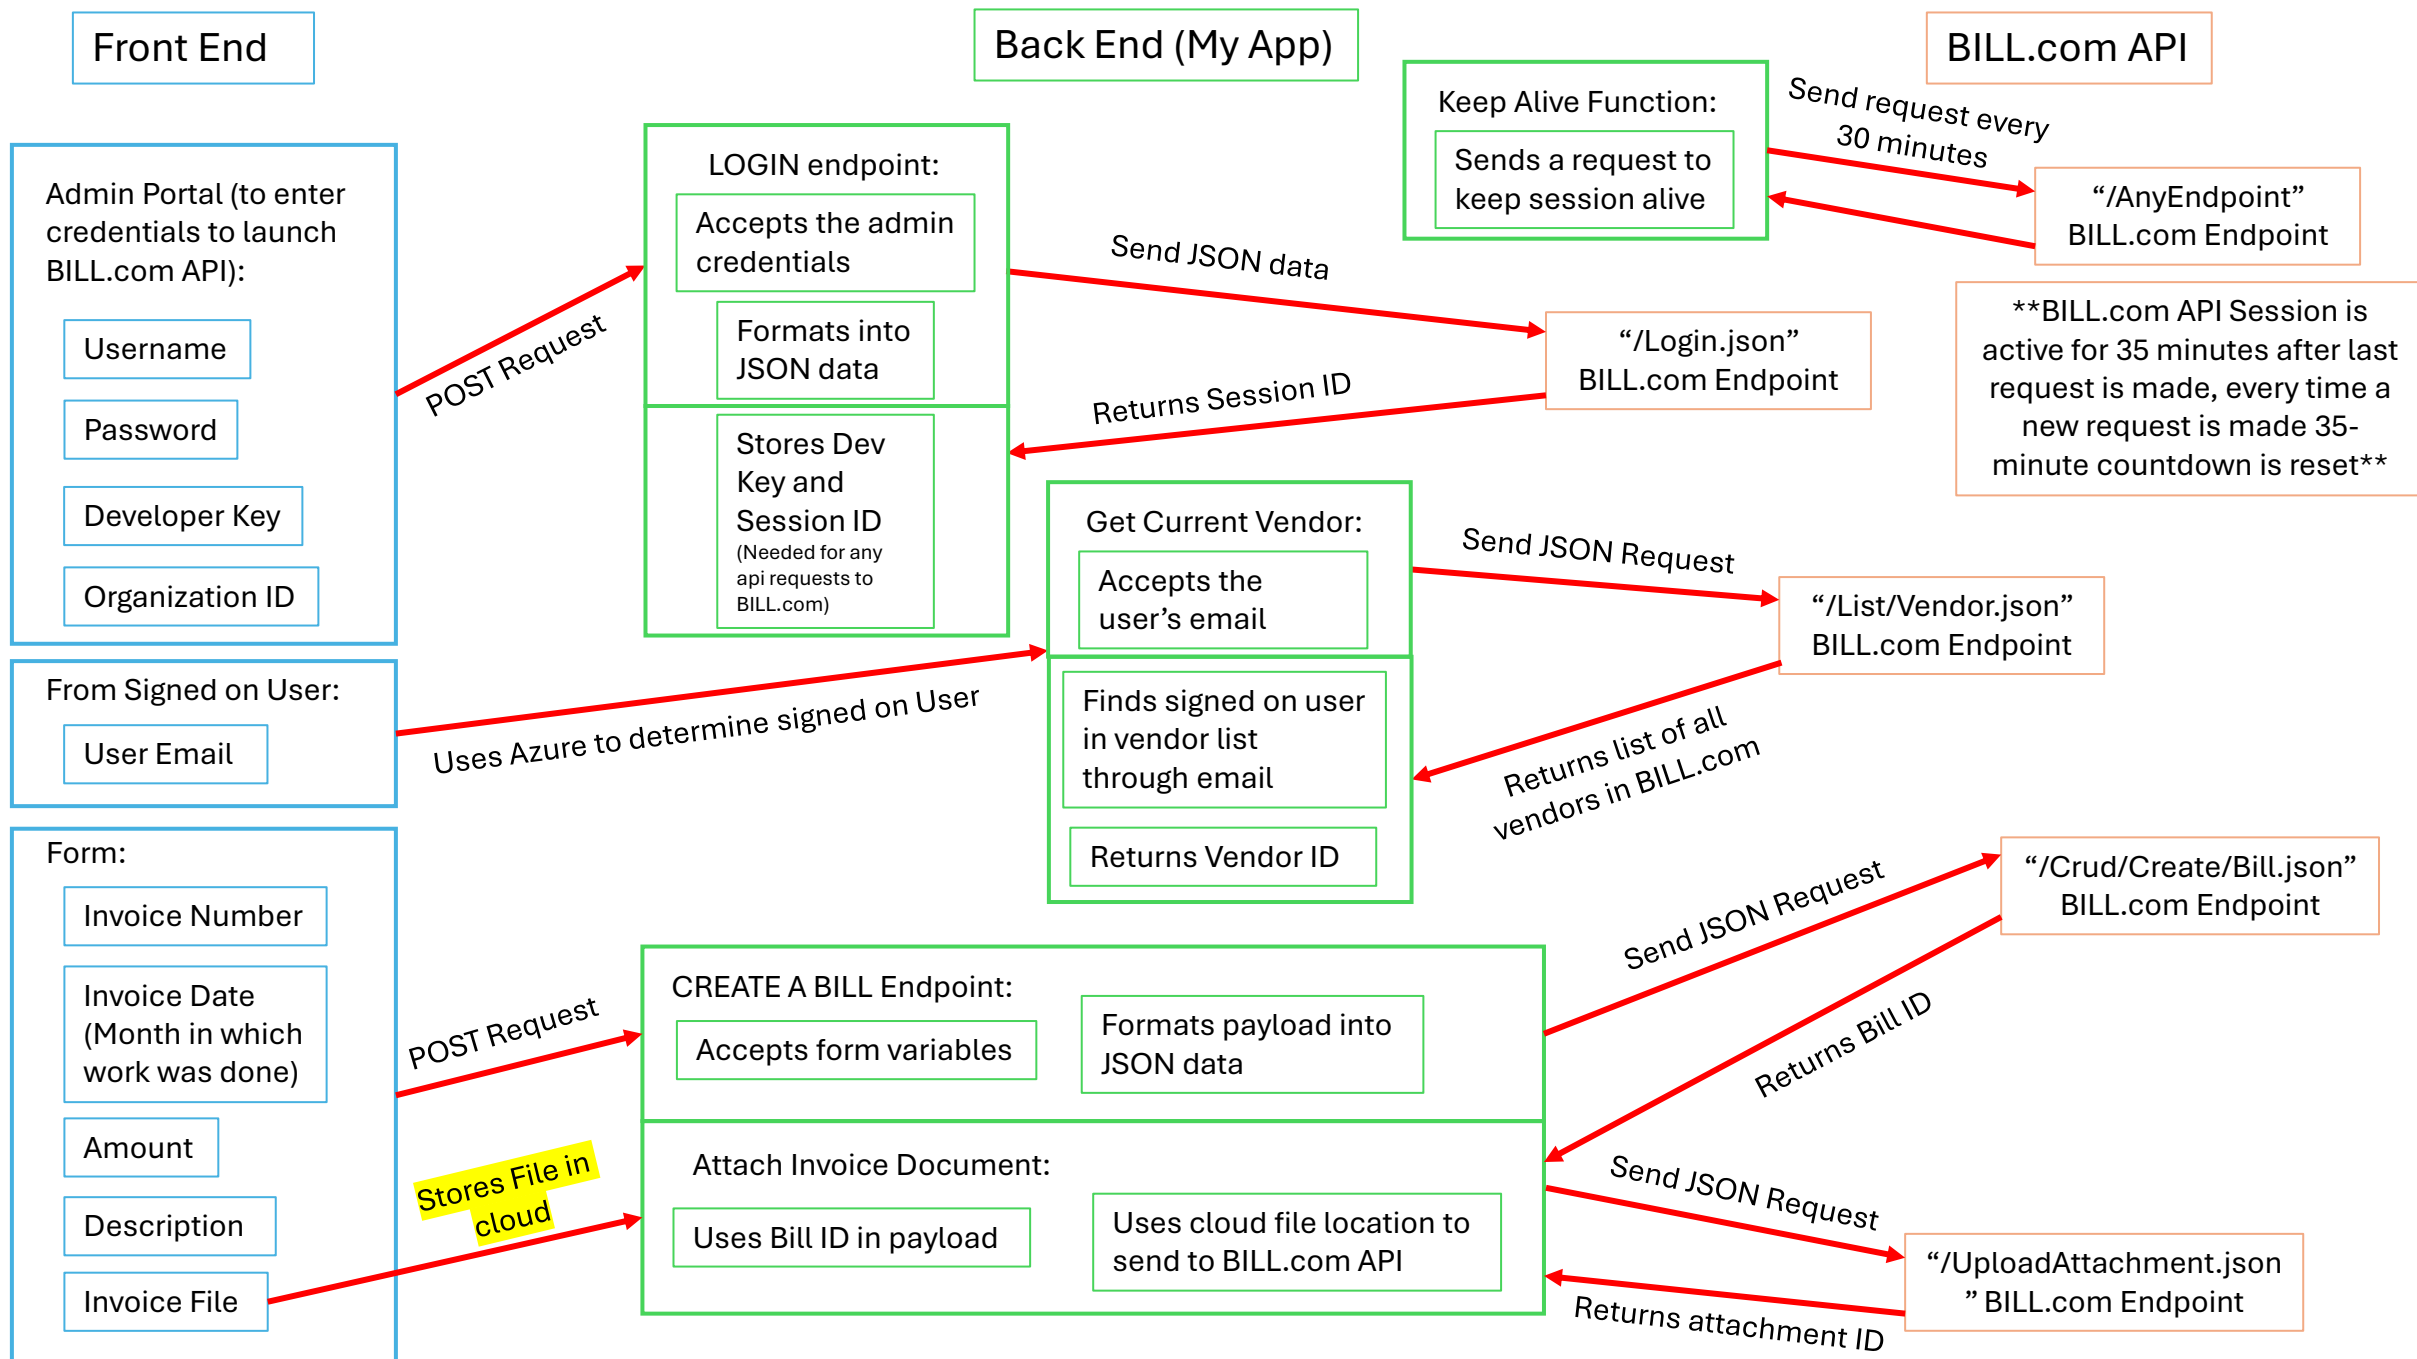 Front End
Back End (My App)
BILL.com API
Admin Portal (to enter
credentials to launch
BILL.com API):
Username
Password
Developer Key
Organization ID
From Signed on User:
User Email
Form:
Invoice Number
Invoice Date
(Month in which
work was done)
Amount
Description
Invoice File
POST Request
Uses Azure to determine signed on User
POST Request
Stores File in
cloud
LOGIN endpoint:
Accepts the admin
credentials
Formats into
JSON data
Stores Dev
Key and
Session ID
(Needed for any
api requests to
BILL.com)
Send JSON data
Returns Session ID
Keep Alive Function:
Sends a request to
keep session alive
Send request every
30 minutes
“/AnyEndpoint”
BILL.com Endpoint
**BILL.com API Session is
active for 35 minutes after last
request is made, every time a
new request is made 35-
minute countdown is reset**
“/Login.json”
BILL.com Endpoint
Get Current Vendor:
Accepts the
user’s email
Finds signed on user
in vendor list
through email
Returns Vendor ID
Send JSON Request
“/List/Vendor.json”
BILL.com Endpoint
Returns list of all
vendors in BILL.com
CREATE A BILL Endpoint:
Accepts form variables
Formats payload into
JSON data
Send JSON Request
“/Crud/Create/Bill.json”
BILL.com Endpoint
Returns Bill ID
Attach Invoice Document:
Uses Bill ID in payload
Uses cloud file location to
send to BILL.com API
Send JSON Request
“/UploadAttachment.json
” BILL.com Endpoint
Returns attachment ID